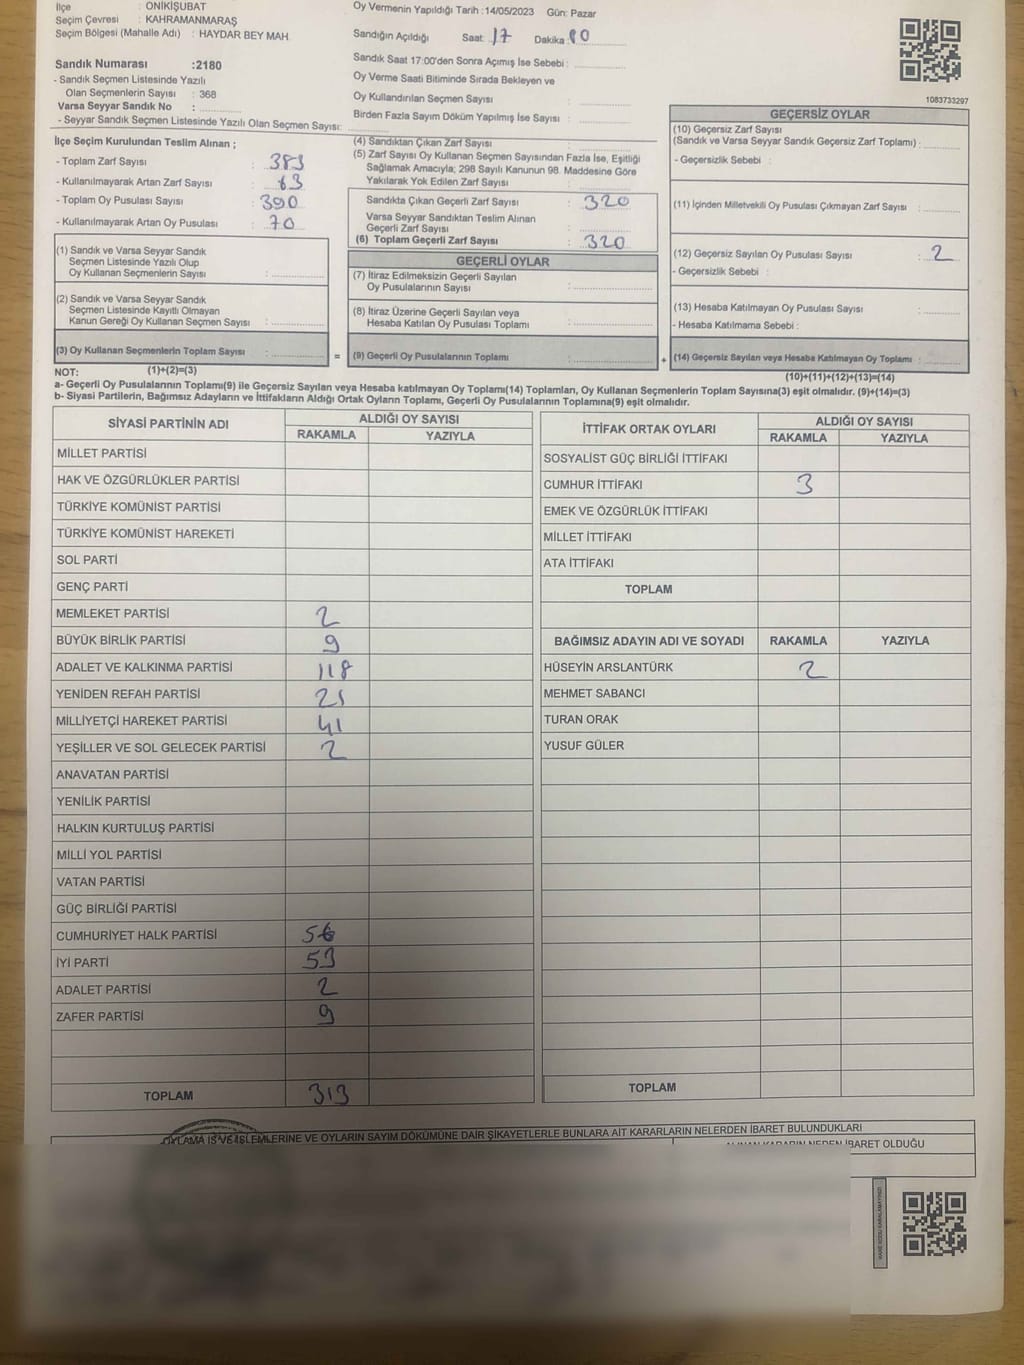 İlçe : ONİKİŞUBAT
Seçim Çevresi : KAHRAMANMARAŞ
Seçim Bölgesi (Mahalle Adı) : HAYDAR BEY MAH.
Oy Vermenin Yapıldığı Tarih :14/05/2023 Gün: Pazar
Sandığın Açıldığı Saat: 17 Dakika: 00
Sandık Saat 17:00'den Sonra Açımış İse Sebebi :
Oy Verme Saati Bitiminde Sırada Bekleyen ve
Oy Kullandırılan Seçmen Sayısı :
Birden Fazla Sayım Döküm Yapılmış İse Sayısı :
Sandık Numarası :2180
- Sandık Seçmen Listesinde Yazılı
Olan Seçmenlerin Sayısı : 368
Varsa Seyyar Sandık No :
- Seyyar Sandık Seçmen Listesinde Yazılı Olan Seçmen Sayısı:
1083733297
İlçe Seçim Kurulundan Teslim Alınan ;
- Toplam Zarf Sayısı : 383
- Kullanılmayarak Artan Zarf Sayısı : 63
- Toplam Oy Pusulası Sayısı : 390
- Kullanılmayarak Artan Oy Pusulası : 70
(1) Sandık ve Varsa Seyyar Sandık
Seçmen Listesinde Yazılı Olup
Oy Kullanan Seçmenlerin Sayısı :
(2) Sandık ve Varsa Seyyar Sandık
Seçmen Listesinde Kayıtlı Olmayan
Kanun Gereği Oy Kullanan Seçmen Sayısı :
(3) Oy Kullanan Seçmenlerin Toplam Sayısı :
(1)+(2)=(3)
(4) Sandıktan Çıkan Zarf Sayısı :
(5) Zarf Sayısı Oy Kullanan Seçmen Sayısından Fazla İse, Eşitliği
Sağlamak Amacıyla; 298 Sayılı Kanunun 98. Maddesine Göre
Yakılarak Yok Edilen Zarf Sayısı :
Sandıkta Çıkan Geçerli Zarf Sayısı : 320
Varsa Seyyar Sandıktan Teslim Alınan
Geçerli Zarf Sayısı :
(6) Toplam Geçerli Zarf Sayısı : 320
GEÇERLİ OYLAR
(7) İtiraz Edilmeksizin Geçerli Sayılan
Oy Pusulalarının Sayısı :
(8) İtiraz Üzerine Geçerli Sayılan veya
Hesaba Katılan Oy Pusulası Toplamı :
= (9) Geçerli Oy Pusulalarının Toplamı :
GEÇERSİZ OYLAR
(10) Geçersiz Zarf Sayısı
(Sandık ve Varsa Seyyar Sandık Geçersiz Zarf Toplamı) :
- Geçersizlik Sebebi :
(11) İçinden Milletvekili Oy Pusulası Çıkmayan Zarf Sayısı :
(12) Geçersiz Sayılan Oy Pusulası Sayısı : 2
- Geçersizlik Sebebi :
(13) Hesaba Katılmayan Oy Pusulası Sayısı :
- Hesaba Katılmama Sebebi :
+ (14) Geçersiz Sayılan veya Hesaba Katılmayan Oy Toplamı :
(10)+(11)+(12)+(13)=(14)
NOT:
a- Geçerli Oy Pusulalarının Toplamı(9) ile Geçersiz Sayılan veya Hesaba katılmayan Oy Toplamı(14) Toplamları, Oy Kullanan Seçmenlerin Toplam Sayısına(3) eşit olmalıdır. (9)+(14)=(3)
b- Siyasi Partilerin, Bağımsız Adayların ve İttifakların Aldığı Ortak Oyların Toplamı, Geçerli Oy Pusulalarının Toplamına(9) eşit olmalıdır.
SİYASİ PARTİNİN ADI ALDIĞI OY SAYISI
RAKAMLA YAZIYLA
MİLLET PARTİSİ
HAK VE ÖZGÜRLÜKLER PARTİSİ
TÜRKİYE KOMÜNİST PARTİSİ
TÜRKİYE KOMÜNİST HAREKETİ
SOL PARTİ
GENÇ PARTİ
MEMLEKET PARTİSİ 2
BÜYÜK BİRLİK PARTİSİ 9
ADALET VE KALKINMA PARTİSİ 118
YENİDEN REFAH PARTİSİ 21
MİLLİYETÇİ HAREKET PARTİSİ 41
YEŞİLLER VE SOL GELECEK PARTİSİ 2
ANAVATAN PARTİSİ
YENİLİK PARTİSİ
HALKIN KURTULUŞ PARTİSİ
MİLLİ YOL PARTİSİ
VATAN PARTİSİ
GÜÇ BİRLİĞİ PARTİSİ
CUMHURİYET HALK PARTİSİ 56
İYİ PARTİ 53
ADALET PARTİSİ 2
ZAFER PARTİSİ 9
TOPLAM 313
İTTİFAK ORTAK OYLARI ALDIĞI OY SAYISI
RAKAMLA YAZIYLA
SOSYALİST GÜÇ BİRLİĞİ İTTİFAKI
CUMHUR İTTİFAKI 3
EMEK VE ÖZGÜRLÜK İTTİFAKI
MİLLET İTTİFAKI
ATA İTTİFAKI
TOPLAM
BAĞIMSIZ ADAYIN ADI VE SOYADI RAKAMLA YAZIYLA
HÜSEYİN ARSLANTÜRK 2
MEHMET SABANCI
TURAN ORAK
YUSUF GÜLER
TOPLAM
OYLAMA İŞ VE İŞLEMLERİNE VE OYLARIN SAYIM DÖKÜMÜNE DAİR ŞİKAYETLERLE BUNLARA AİT KARARLARIN NELERDEN İBARET BULUNDUKLARI
ALINAN KARARIN NEDEN İBARET OLDUĞU